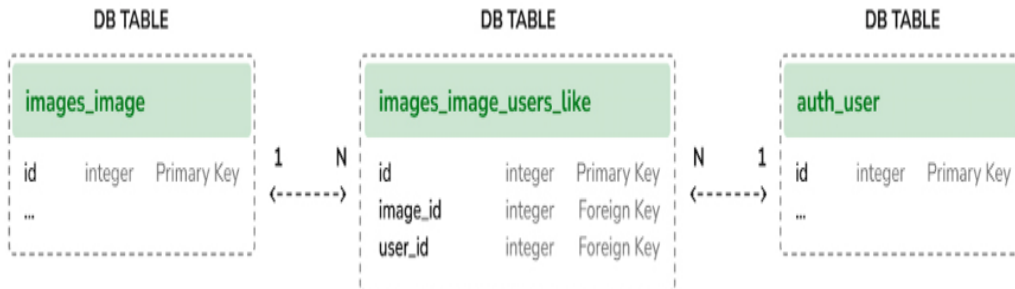 DB TABLE
images_image
id integer Primary Key
...
1 N
DB TABLE
images_image_users_like
id integer Primary Key
image_id integer Foreign Key
user_id integer Foreign Key
N 1
DB TABLE
auth_user
id integer Primary Key
...